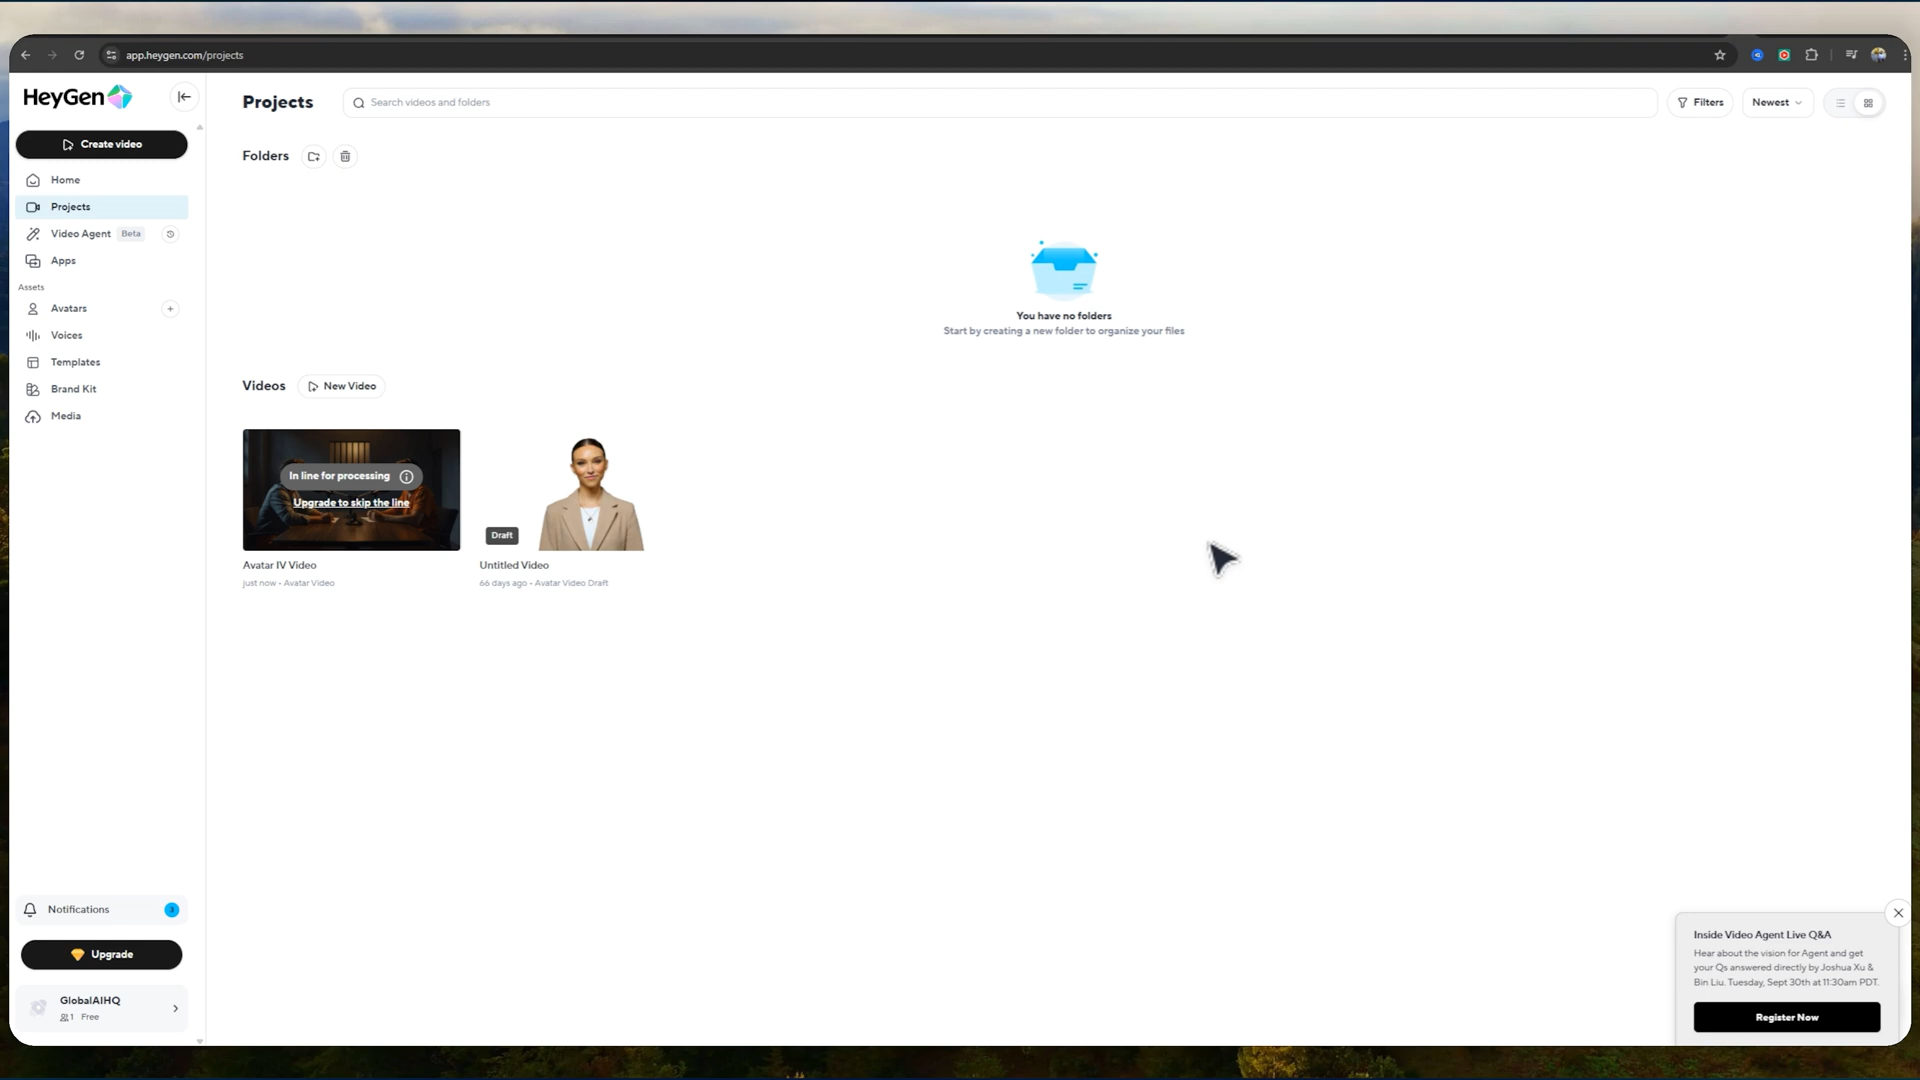 app.heygen.com/projects
HeyGen
Create video
Home
Projects
Video Agent Beta
Apps
Assets
Avatars
Voices
Templates
Brand Kit
Media
Notifications 3
Upgrade
GlobalAIHQ
1 Free
Projects
Search videos and folders
Filters
Newest
Folders
You have no folders
Start by creating a new folder to organize your files
Videos
New Video
In line for processing
Upgrade to skip the line
Avatar IV Video
just now • Avatar Video
Draft
Untitled Video
66 days ago • Avatar Video Draft
Inside Video Agent Live Q&A
Hear about the vision for Agent and get
your Qs answered directly by Joshua Xu &
Bin Liu. Tuesday, Sept 30th at 11:30am PDT.
Register Now